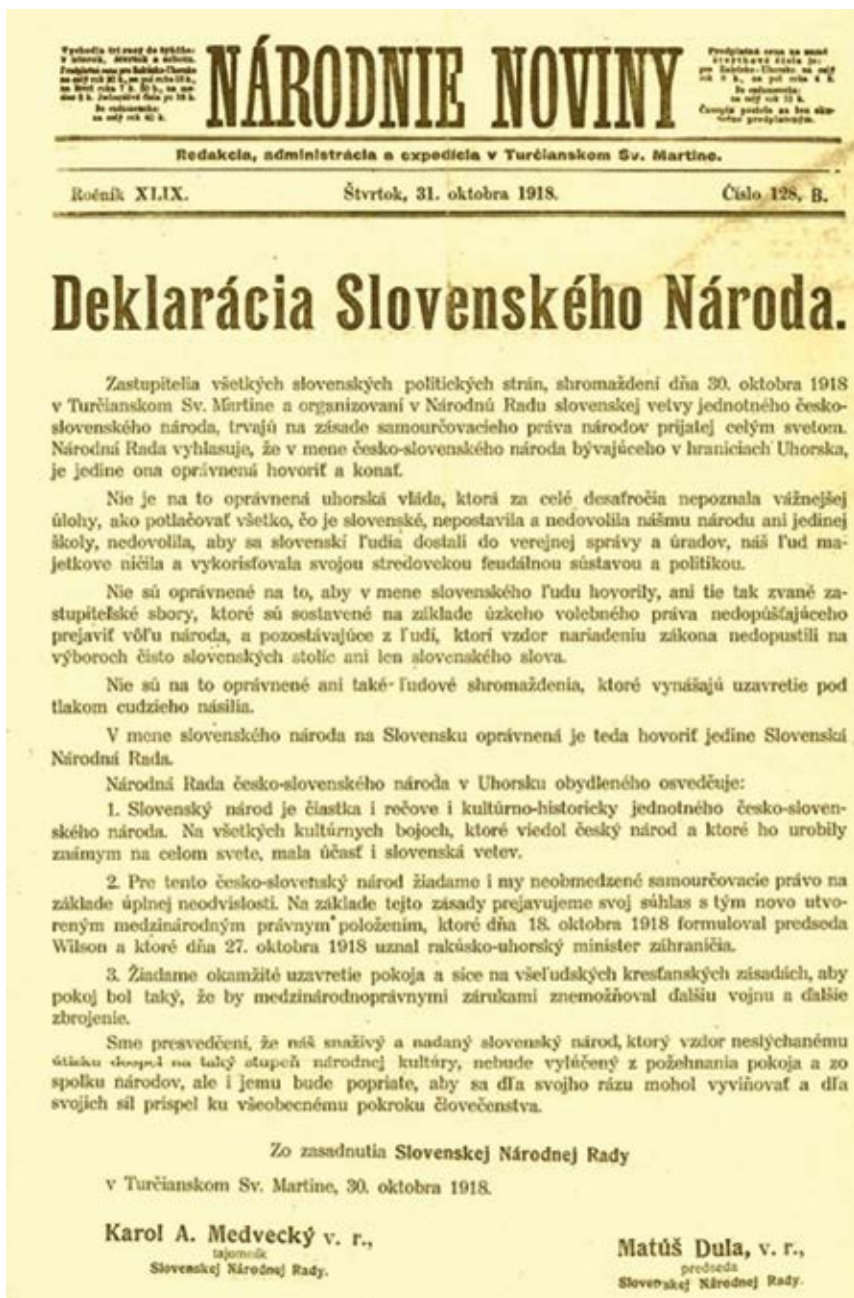 Vychodia tri razy do týždňa:
v utorok, štvrtok a sobotu.
NÁRODNIE NOVINY
Redakcia, administrácia a expedícia v Turčianskom Sv. Martine.
Ročník XLIX.
Štvrtok, 31. oktobra 1918.
Číslo 128, B.
Deklarácia Slovenského Národa.
Zastupitelia všetkých slovenských politických strán, shromaždení dňa 30. oktobra 1918
v Turčianskom Sv. Martine a organizovaní v Národnú Radu slovenskej vetvy jednotného česko-
slovenského národa, trvajú na zásade samourčovacieho práva národov prijatej celým svetom.
Národná Rada vyhlasuje, že v mene česko-slovenského národa bývajúceho v hraniciach Uhorska,
je jedine ona oprávnená hovoriť a konať.
Nie je na to oprávnená uhorská vláda, ktorá za celé desaťročia nepoznala vážnejšej
úlohy, ako potlačovať všetko, čo je slovenské, nepostavila a nedovolila nášmu národu ani jedinej
školy, nedovolila, aby sa slovenskí ľudia dostali do verejnej správy a úradov, náš ľud ma-
jetkove ničila a vykorisťovala svojou stredovekou feudálnou sústavou a politikou.
Nie sú oprávnené na to, aby v mene slovenského ľudu hovorily, ani tie tak zvané za-
stupiteľské sbory, ktoré sú sostavené na základe úzkeho volebného práva nedopúšťajúceho
prejaviť vôľu národa, a pozostávajúce z ľudí, ktorí vzdor nariadeniu zákona nedopustili na
výboroch čisto slovenských stolíc ani len slovenského slova.
Nie sú na to oprávnené ani také ľudové shromaždenia, ktoré vynášajú uzavretie pod
tlakom cudzieho násilia.
V mene slovenského národa na Slovensku oprávnená je teda hovoriť jedine Slovenská
Národná Rada.
Národná Rada česko-slovenského národa v Uhorsku obydleného osvedčuje:
1. Slovenský národ je čiastka i rečove i kultúrno-historicky jednotného česko-sloven-
ského národa. Na všetkých kultúrnych bojoch, ktoré viedol český národ a ktoré ho urobily
známym na celom svete, mala účasť i slovenská vetev.
2. Pre tento česko-slovenský národ žiadame i my neobmedzené samourčovacie právo na
základe úplnej neodvislosti. Na základe tejto zásady prejavujeme svoj súhlas s tým novo utvo-
reným medzinárodným právnym položením, ktoré dňa 18. oktobra 1918 formuloval predseda
Wilson a ktoré dňa 27. oktobra 1918 uznal rakúsko-uhorský minister záhraničia.
3. Žiadame okamžité uzavretie pokoja a síce na všeľudských kresťanských zásadách, aby
pokoj bol taký, že by medzinárodnoprávnymi zárukami znemožňoval ďalšiu vojnu a ďalšie
zbrojenie.
Sme presvedčení, že náš snaživý a nadaný slovenský národ, ktorý vzdor neslýchanému
útisku dospel na taký stupeň národnej kultúry, nebude vylúčený z požehnania pokoja a zo
spolku národov, ale i jemu bude popriate, aby sa dľa svojho rázu mohol vyviňovať a dľa
svojich síl prispel ku všeobecnému pokroku človečenstva.
Zo zasadnutia Slovenskej Národnej Rady
v Turčianskom Sv. Martine, 30. oktobra 1918.
Karol A. Medvecký v. r.,
tajomník
Slovenskej Národnej Rady.
Matúš Dula, v. r.,
predseda
Slovenskej Národnej Rady.